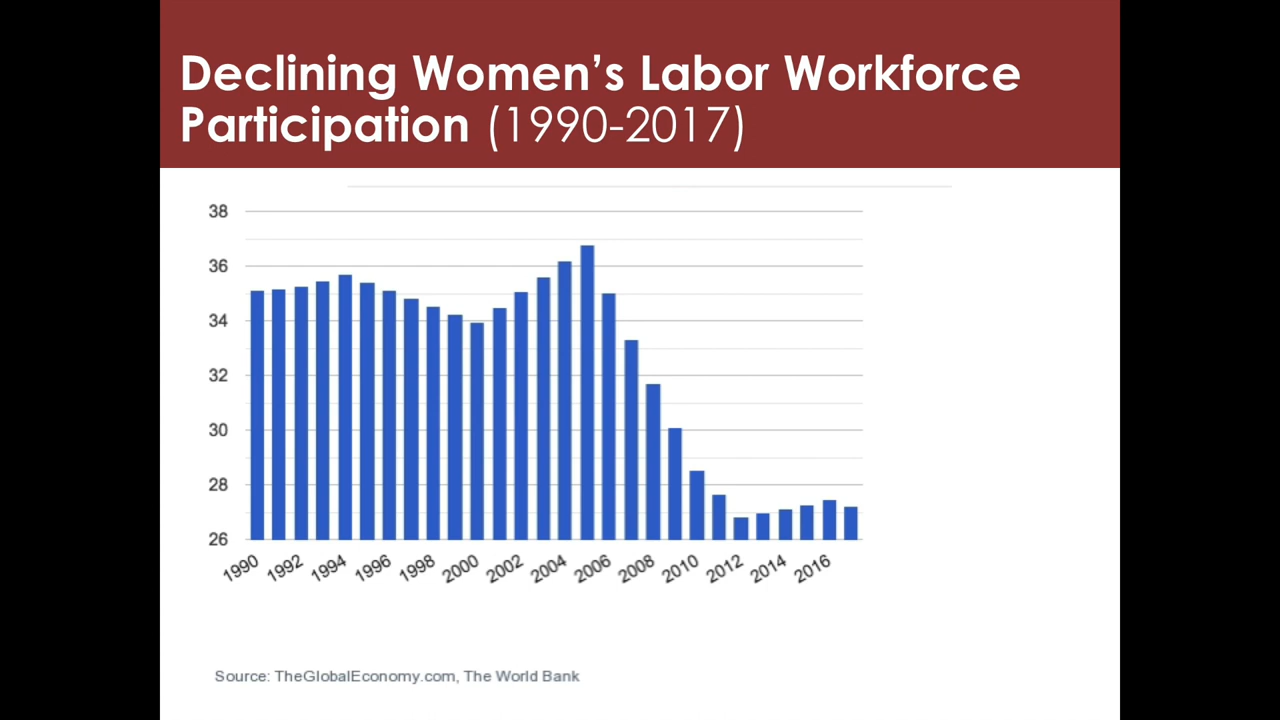 Declining Women’s Labor Workforce
Participation (1990-2017)
38
36
34
32
30
28
26
1990 1992 1994 1996 1998 2000 2002 2004 2006 2008 2010 2012 2014 2016
Source: TheGlobalEconomy.com, The World Bank